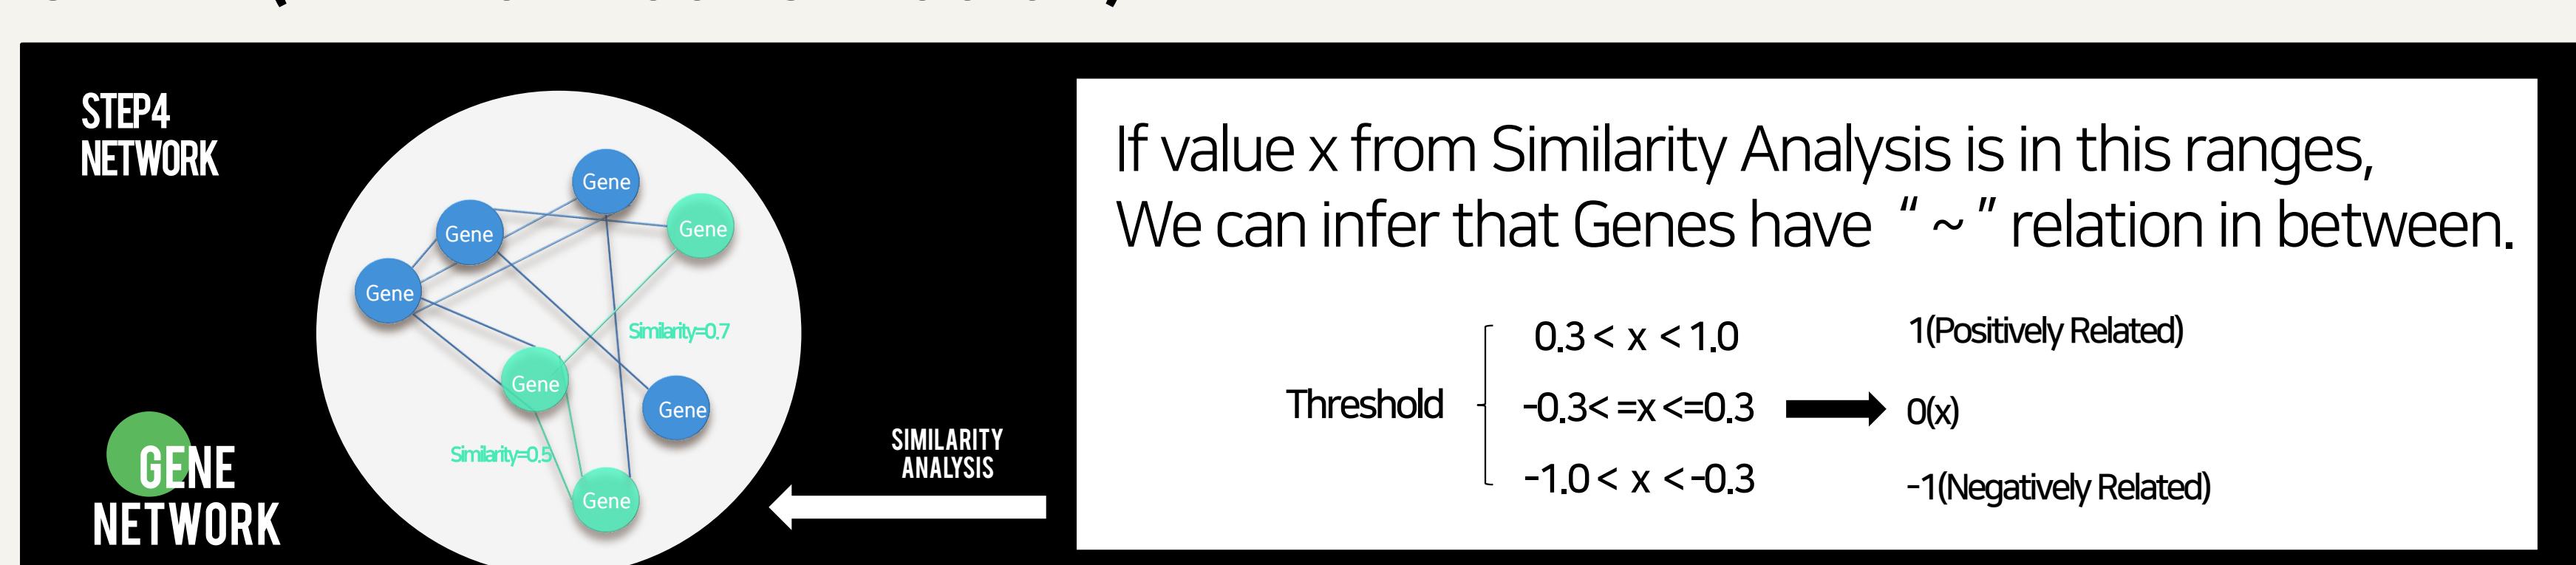 STEP4
NETWORK
Gene
Gene
Gene
Gene
Similarity=0.7
Gene
Gene
Similarity=0.5
Gene
GENE
NETWORK
SIMILARITY
ANALYSIS
If value x from Similarity Analysis is in this ranges,
We can infer that Genes have “ ~ ” relation in between.
Threshold
0.3 < x < 1.0
-0.3< =x <=0.3
-1.0 < x < -0.3
1(Positively Related)
0(x)
-1(Negatively Related)